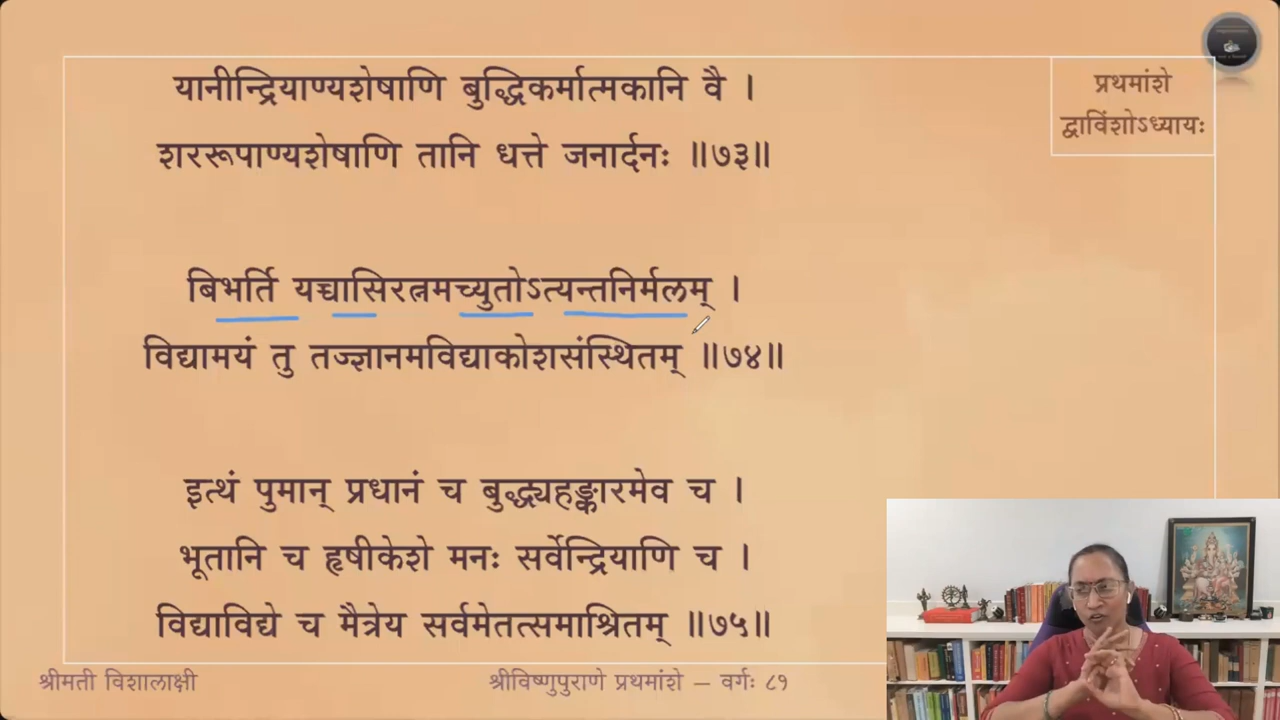 यानीन्द्रियाण्यशेषाणि बुद्धिकर्मात्मकानि वै ।
शररूपाण्यशेषाणि तानि धत्ते जनार्दनः ॥७३॥
प्रथमांशे
द्वाविंशोऽध्यायः
बिभर्ति यच्चासिरत्नमच्युतोऽत्यन्तनिर्मलम् ।
विद्यामयं तु तज्ज्ञानमविद्याकोशसंस्थितम् ॥७४॥
इत्थं पुमान् प्रधानं च बुद्ध्यहङ्कारमेव च ।
भूतानि च हृषीकेशे मनः सर्वेन्द्रियाणि च ।
विद्याविद्ये च मैत्रेय सर्वमेतत्समाश्रितम् ॥७५॥
श्रीमती विशालाक्षी
श्रीविष्णुपुराणे प्रथमांशे – वर्गः ८१